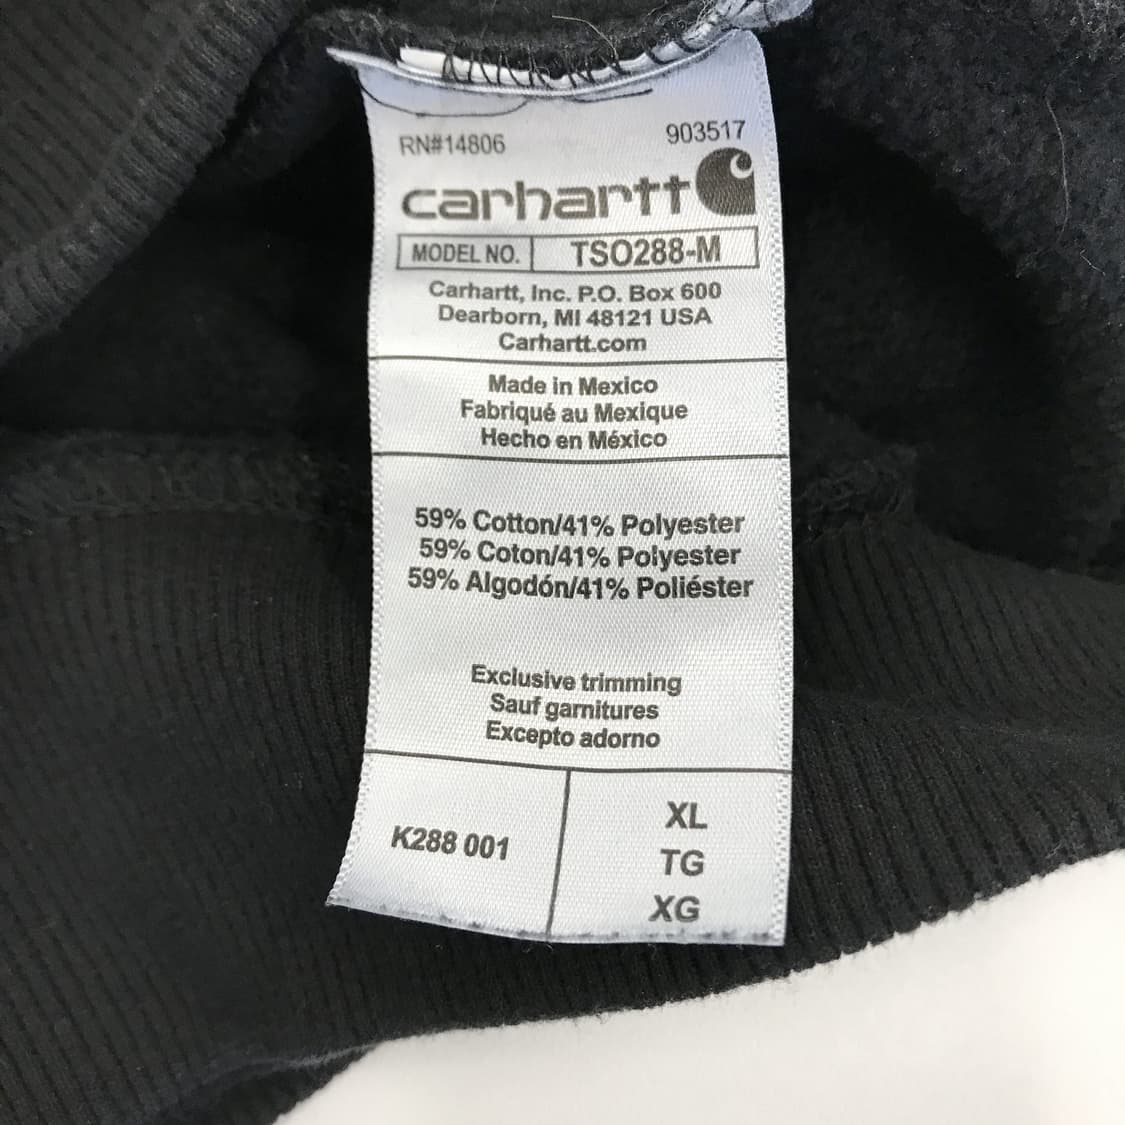 RN#14806 903517
carhartt
MODEL NO. TSO288-M
Carhartt, Inc. P.O. Box 600
Dearborn, MI 48121 USA
Carhartt.com
Made in Mexico
Fabriqué au Mexique
Hecho en México
59% Cotton/41% Polyester
59% Coton/41% Polyester
59% Algodón/41% Poliéster
Exclusive trimming
Sauf garnitures
Excepto adorno
K288 001
XL
TG
XG